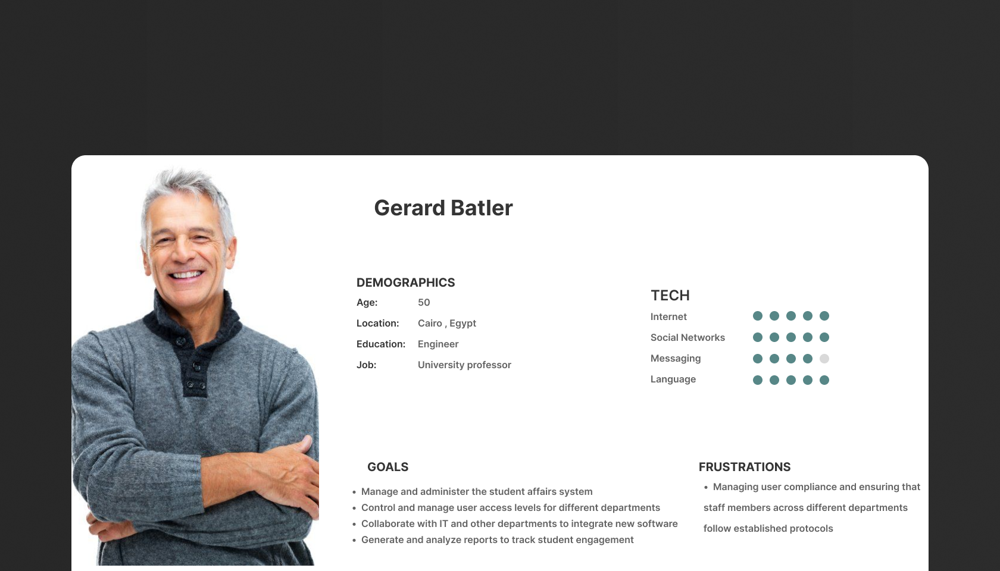 Gerard Batler
DEMOGRAPHICS
Age: 50
Location: Cairo , Egypt
Education: Engineer
Job: University professor
TECH
Internet
Social Networks
Messaging
Language
GOALS
• Manage and administer the student affairs system
• Control and manage user access levels for different departments
• Collaborate with IT and other departments to integrate new software
• Generate and analyze reports to track student engagement
FRUSTRATIONS
• Managing user compliance and ensuring that
staff members across different departments
follow established protocols